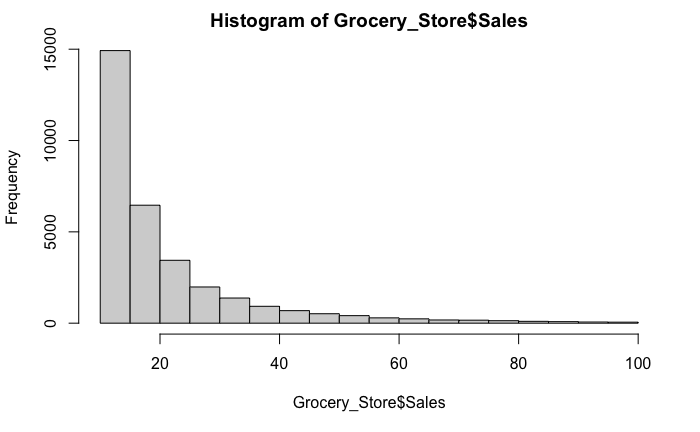 Histogram of Grocery_Store$Sales
Frequency
15000
10000
5000
0
20 40 60 80 100
Grocery_Store$Sales